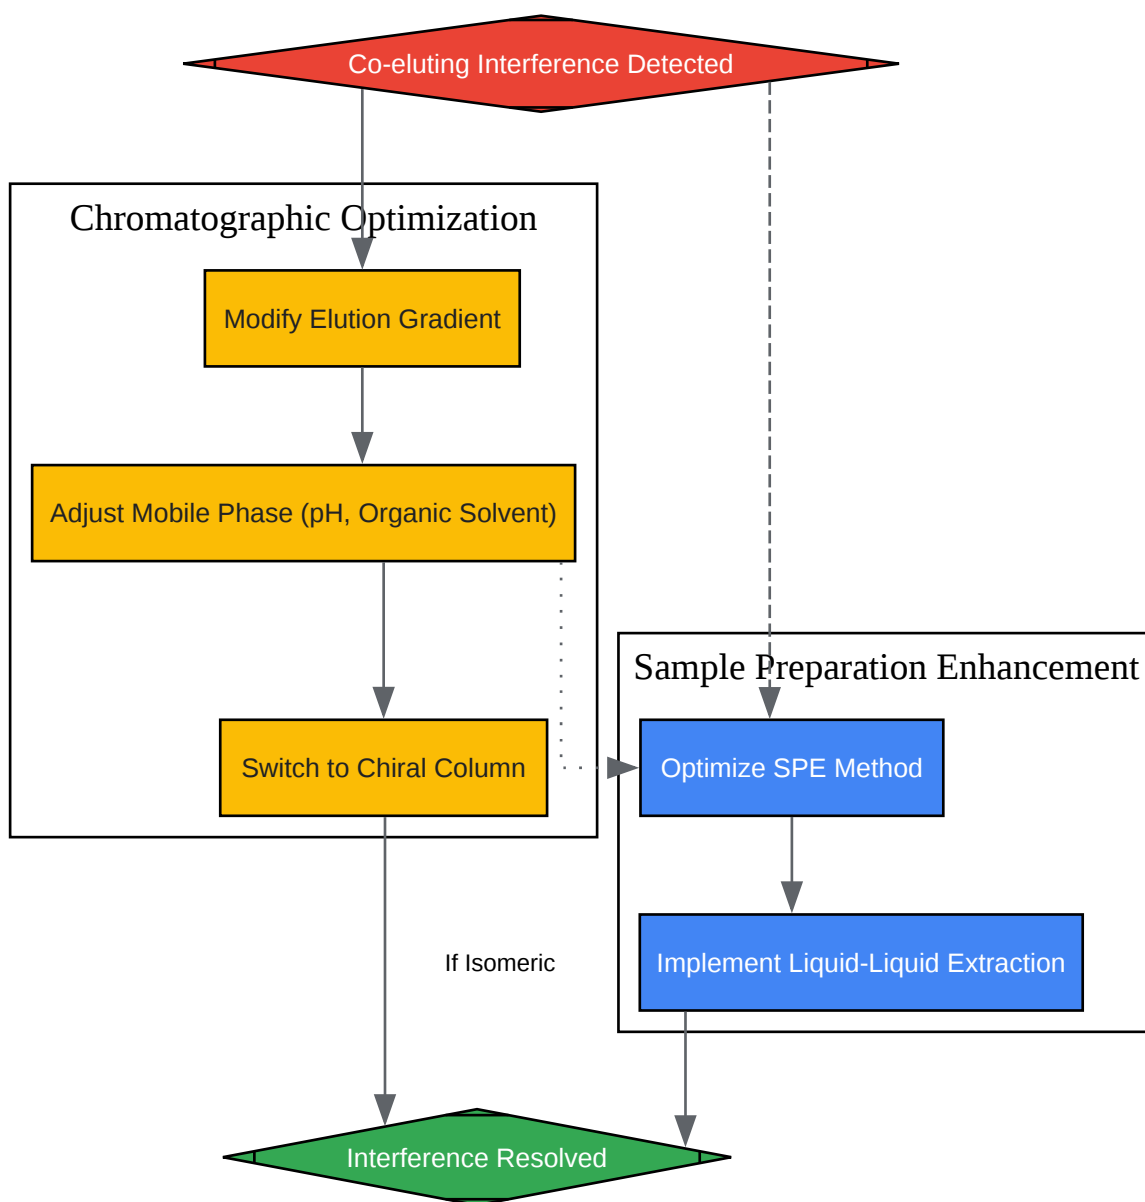 Co-eluting Interference Detected
Chromatographic Optimization
Modify Elution Gradient
Adjust Mobile Phase (pH, Organic Solvent)
Switch to Chiral Column
Sample Preparation Enhancement
Optimize SPE Method
Implement Liquid-Liquid Extraction
If Isomeric
Interference Resolved